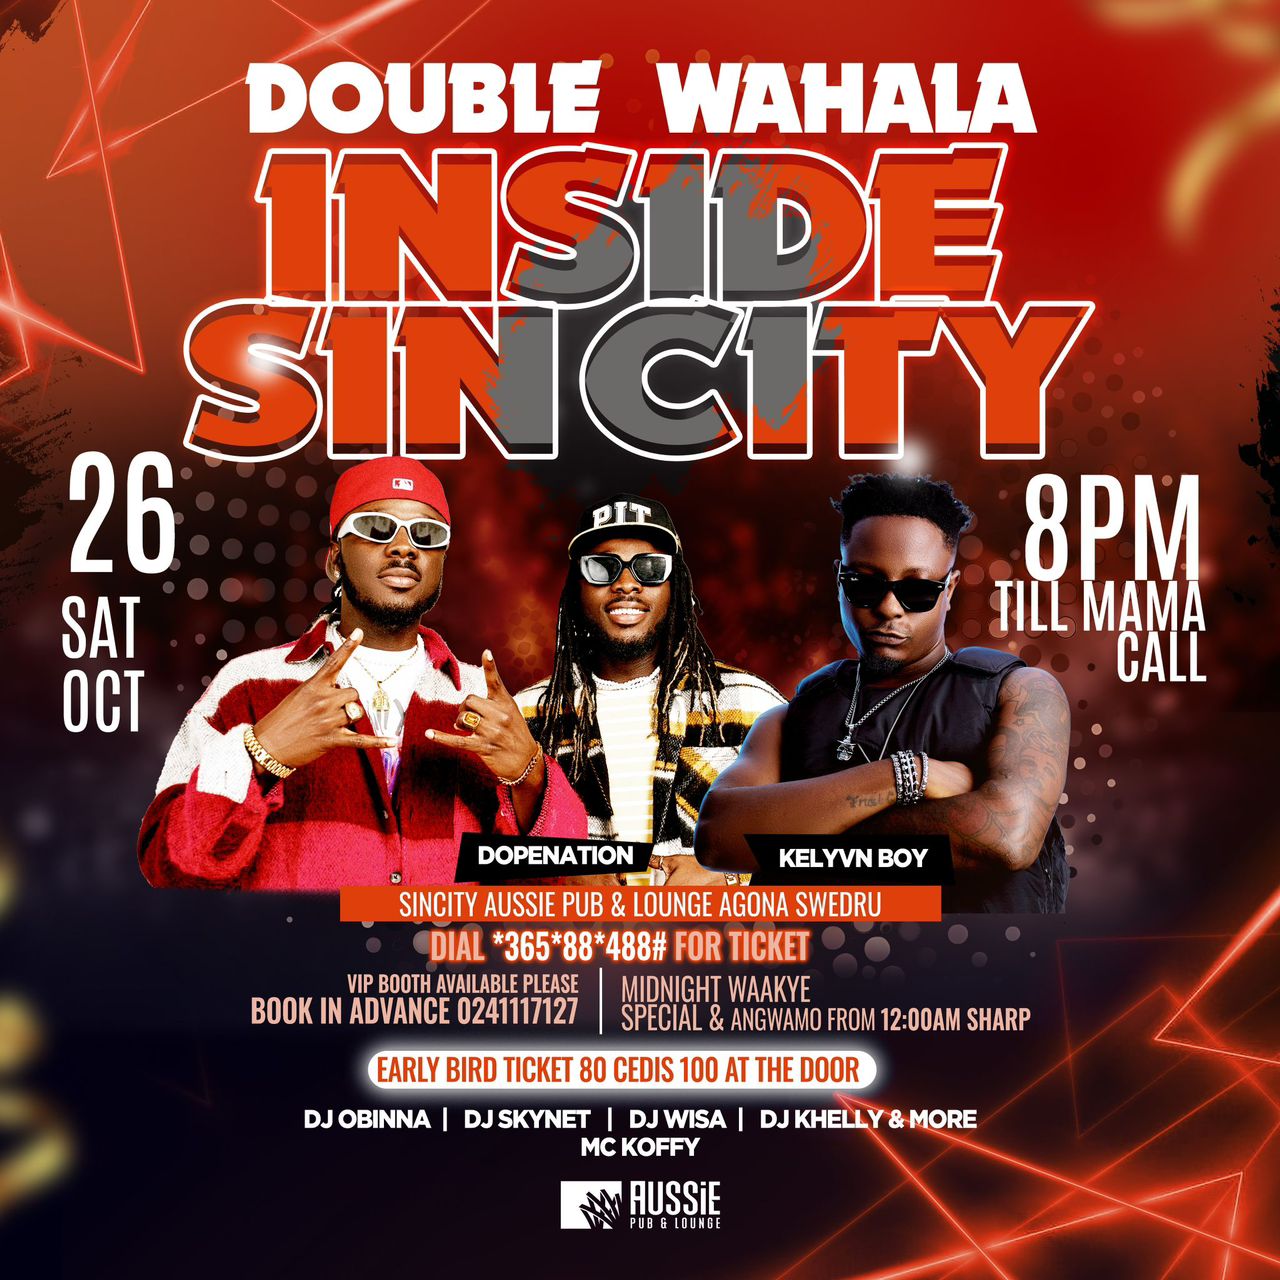 DOUBLE WAHALA
INSIDE
SIN CITY
26
SAT
OCT
8PM
TILL MAMA
CALL
PIT
DOPENATION
KELYVN BOY
SINCITY AUSSIE PUB & LOUNGE AGONA SWEDRU
DIAL *365*88*488# FOR TICKET
VIP BOOTH AVAILABLE PLEASE
BOOK IN ADVANCE 0241117127
MIDNIGHT WAAKYE
SPECIAL & ANGWAMO FROM 12:00AM SHARP
EARLY BIRD TICKET 80 CEDIS 100 AT THE DOOR
DJ OBINNA | DJ SKYNET | DJ WISA | DJ KHELLY & MORE
MC KOFFY
AUSSiE
PUB & LOUNGE